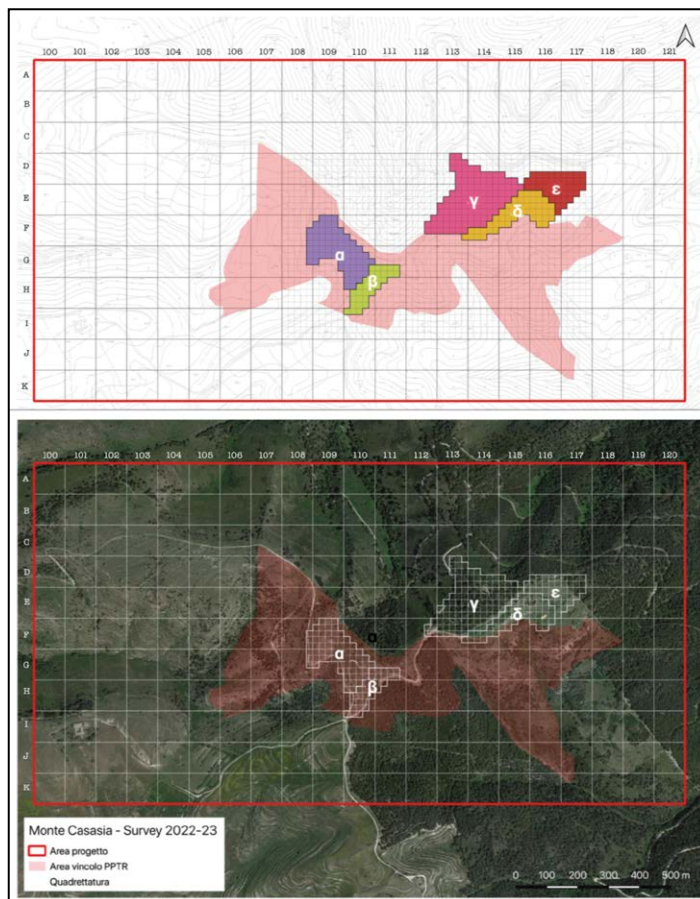 100 101 102 103 104 105 106 107 108 109 110 111 112 113 114 115 116 117 118 119 121
A
B
C
D
E
ε
γ
δ
F
α
G
β
H
I
J
K
100 101 102 103 104 105 106 107 108 109 110 111 112 113 114 115 116 117 118 119 120
A
B
C
D
E
ε
γ
δ
F
α
α
G
β
H
I
J
K
Monte Casasia - Survey 2022-23
Area progetto
Area vincolo PPTR
Quadrettatura
0 100 200 300 400 500 m